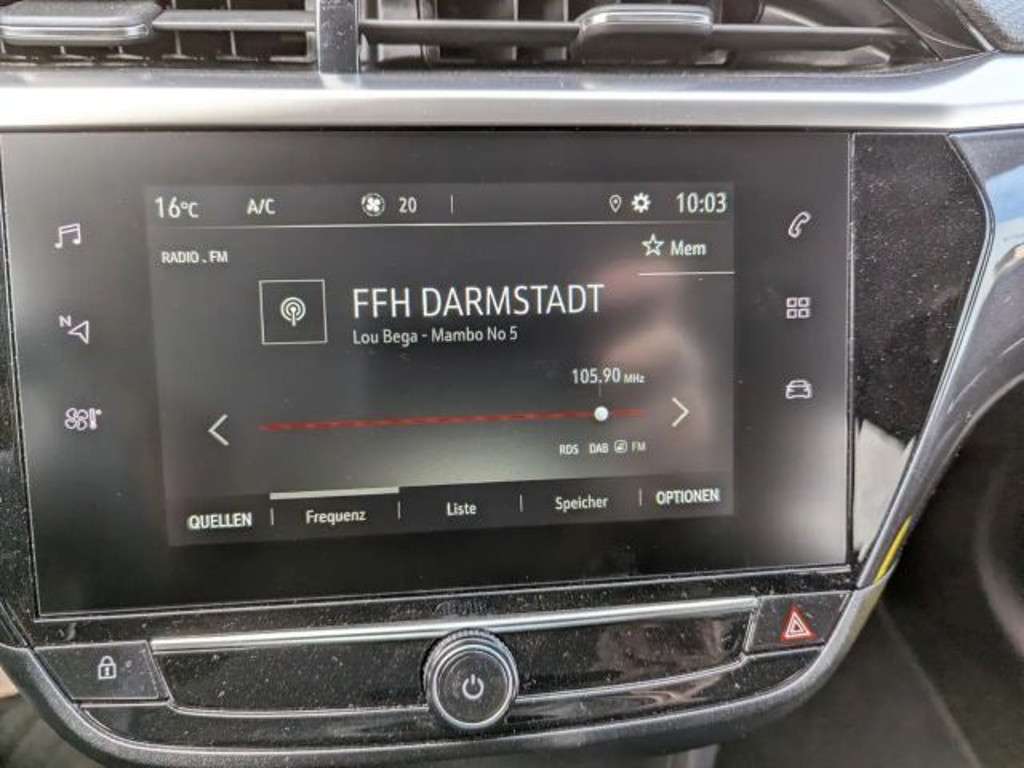 16°C A/C 20 10:03
RADIO . FM
Mem
FFH DARMSTADT
Lou Bega - Mambo No 5
105.90 MHz
N
RDS DAB FM
QUELLEN Frequenz Liste Speicher OPTIONEN